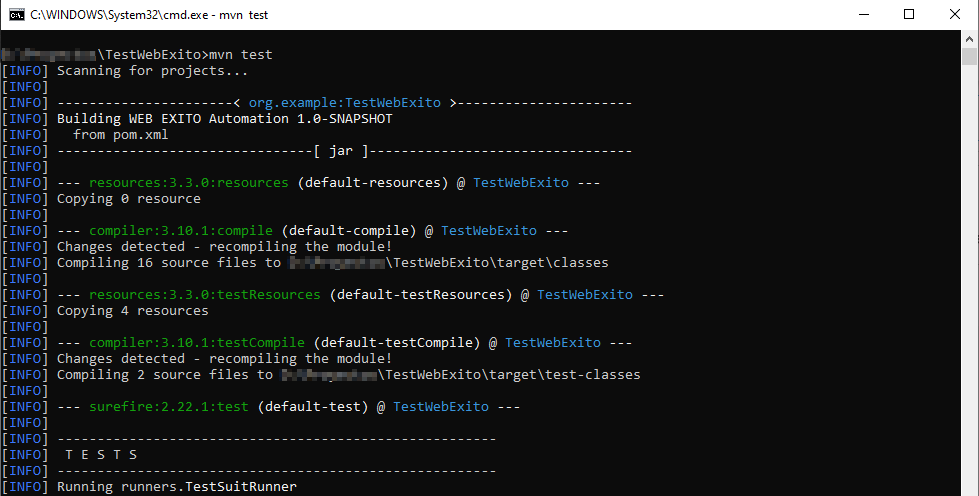 C:\WINDOWS\System32\cmd.exe - mvn  test
\TestWebExito>mvn test
[INFO] Scanning for projects...
[INFO]
[INFO] ----------------------< org.example:TestWebExito >----------------------
[INFO] Building WEB EXITO Automation 1.0-SNAPSHOT
[INFO]   from pom.xml
[INFO] --------------------------------[ jar ]---------------------------------
[INFO]
[INFO] --- resources:3.3.0:resources (default-resources) @ TestWebExito ---
[INFO] Copying 0 resource
[INFO]
[INFO] --- compiler:3.10.1:compile (default-compile) @ TestWebExito ---
[INFO] Changes detected - recompiling the module!
[INFO] Compiling 16 source files to \TestWebExito\target\classes
[INFO]
[INFO] --- resources:3.3.0:testResources (default-testResources) @ TestWebExito ---
[INFO] Copying 4 resources
[INFO]
[INFO] --- compiler:3.10.1:testCompile (default-testCompile) @ TestWebExito ---
[INFO] Changes detected - recompiling the module!
[INFO] Compiling 2 source files to \TestWebExito\target\test-classes
[INFO]
[INFO] --- surefire:2.22.1:test (default-test) @ TestWebExito ---
[INFO]
[INFO] -------------------------------------------------------
[INFO]  T E S T S
[INFO] -------------------------------------------------------
[INFO] Running runners.TestSuitRunner